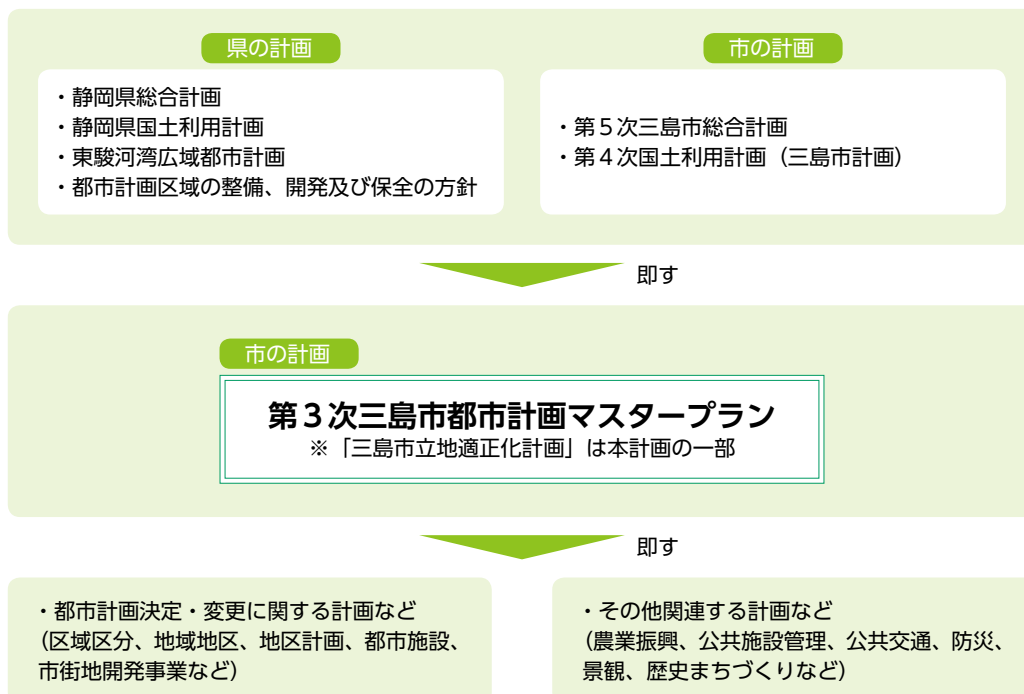 県の計画
・静岡県総合計画
・静岡県国土利用計画
・東駿河湾広域都市計画
・都市計画区域の整備、開発及び保全の方針
市の計画
・第５次三島市総合計画
・第４次国土利用計画（三島市計画）
即す
市の計画
第３次三島市都市計画マスタープラン
※「三島市立地適正化計画」は本計画の一部
即す
・都市計画決定・変更に関する計画など
（区域区分、地域地区、地区計画、都市施設、
市街地開発事業など）
・その他関連する計画など
（農業振興、公共施設管理、公共交通、防災、
景観、歴史まちづくりなど）